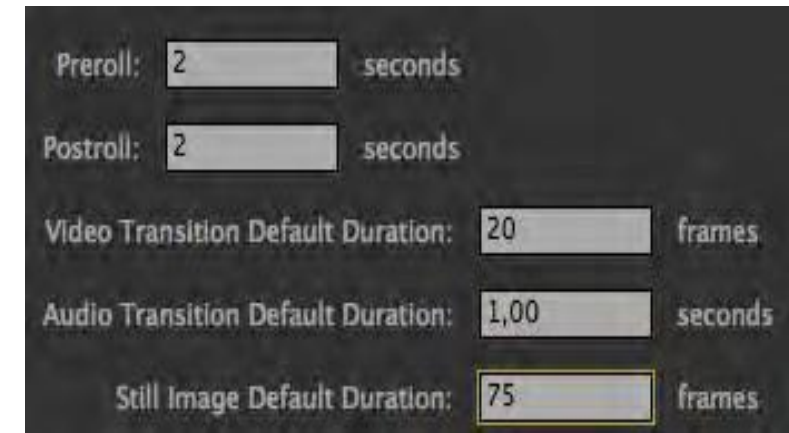 Preroll: 2 seconds
Postroll: 2 seconds
Video Transition Default Duration: 20 frames
Audio Transition Default Duration: 1,00 seconds
Still Image Default Duration: 75 frames